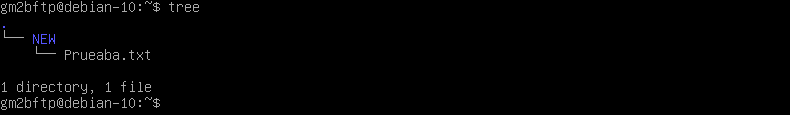 gm2bftp@debian-10:~$ tree
.
└── NEW
    └── Prueaba.txt
1 directory, 1 file
gm2bftp@debian-10:~$